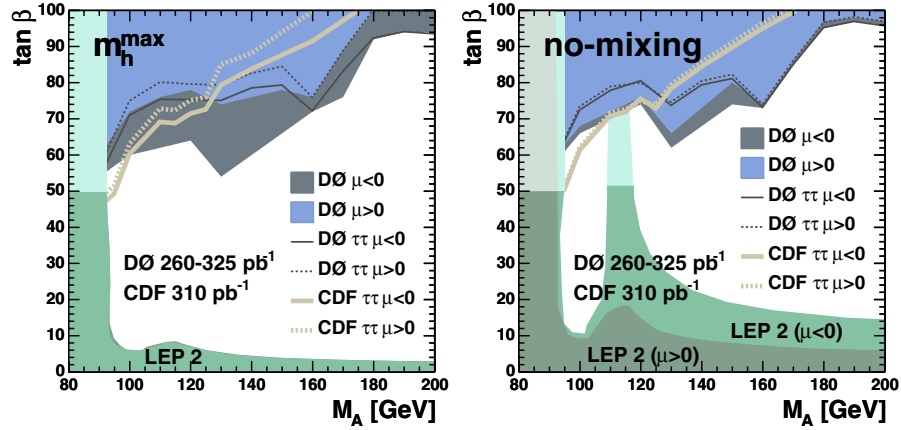 tan β
100
90
80
70
60
50
40
30
20
10
0
m_h^max
DØ μ<0
DØ μ>0
DØ ττ μ<0
DØ ττ μ>0
CDF ττ μ<0
CDF ττ μ>0
DØ 260-325 pb⁻¹
CDF 310 pb⁻¹
LEP 2
80 100 120 140 160 180 200
M_A [GeV]
tan β
100
90
80
70
60
50
40
30
20
10
0
no-mixing
DØ μ<0
DØ μ>0
DØ ττ μ<0
DØ ττ μ>0
CDF ττ μ<0
CDF ττ μ>0
DØ 260-325 pb⁻¹
CDF 310 pb⁻¹
LEP 2 (μ<0)
LEP 2 (μ>0)
80 100 120 140 160 180 200
M_A [GeV]